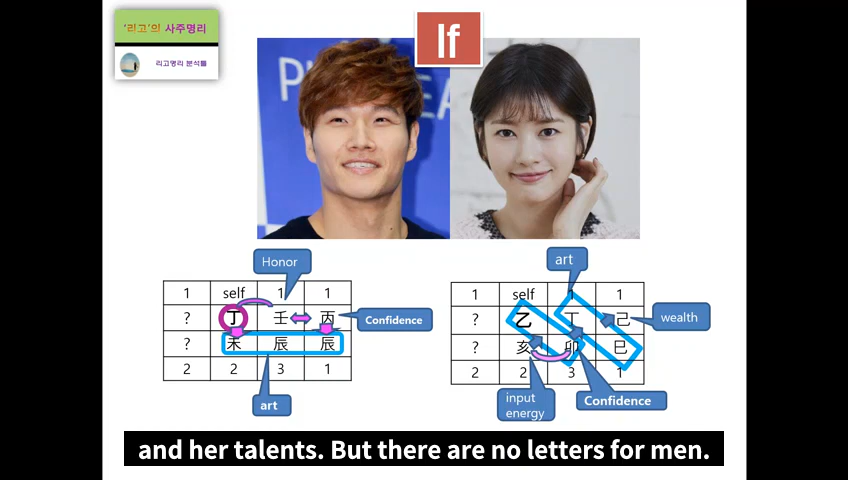 '리고'의 사주명리
리고명리 분석틀
If
Honor
art
1 self 1 1
? 丁 壬 丙
? 未 辰 辰
2 2 3 1
Confidence
art
1 self 1 1
? 乙 丁 己
? 亥 卯 巳
2 2 3 1
wealth
input
energy
Confidence
and her talents. But there are no letters for men.